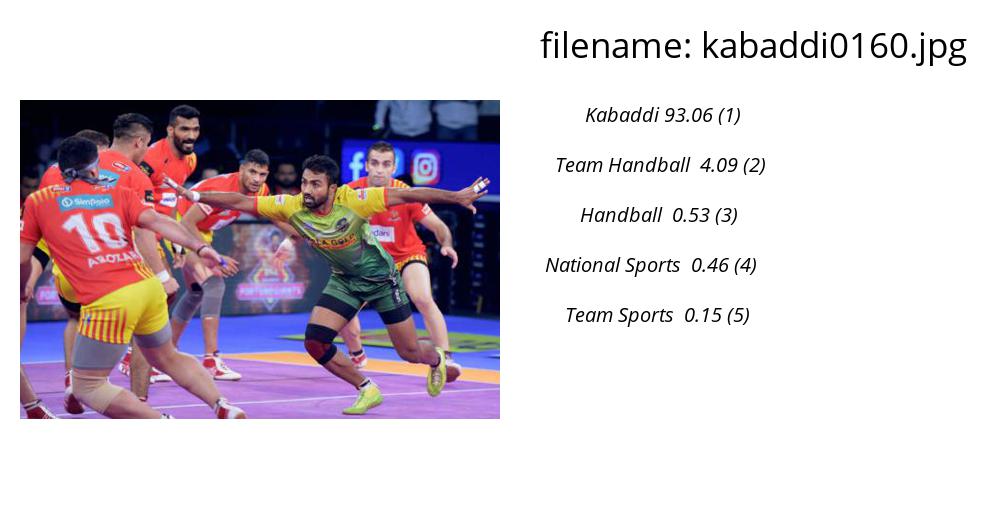 filename: kabaddi0160.jpg
Kabaddi 93.06 (1)
Team Handball 4.09 (2)
Handball 0.53 (3)
National Sports 0.46 (4)
Team Sports 0.15 (5)
Simpolo
10